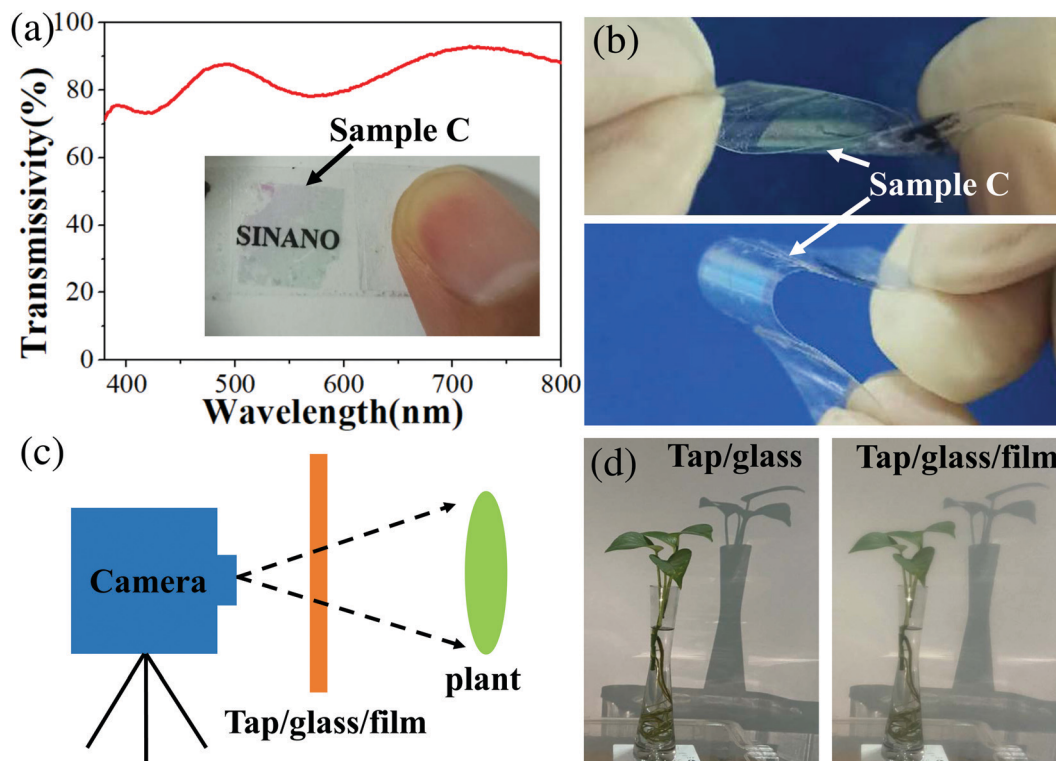 (a)
100
80
60
40
20
0
Transmissivity(%)
400
500
600
700
800
Wavelength(nm)
Sample C
SINANO
(b)
Sample C
(c)
Camera
Tap/glass/film
plant
(d)
Tap/glass
Tap/glass/film